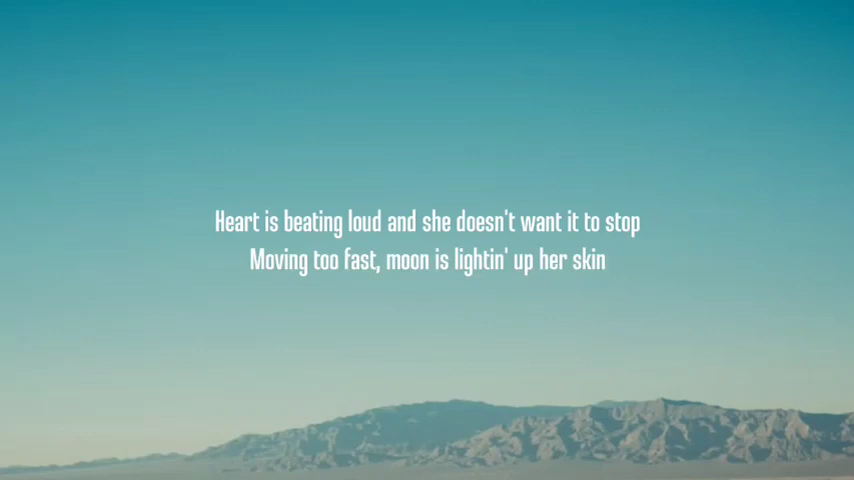 Heart is beating loud and she doesn't want it to stop
Moving too fast, moon is lightin' up her skin